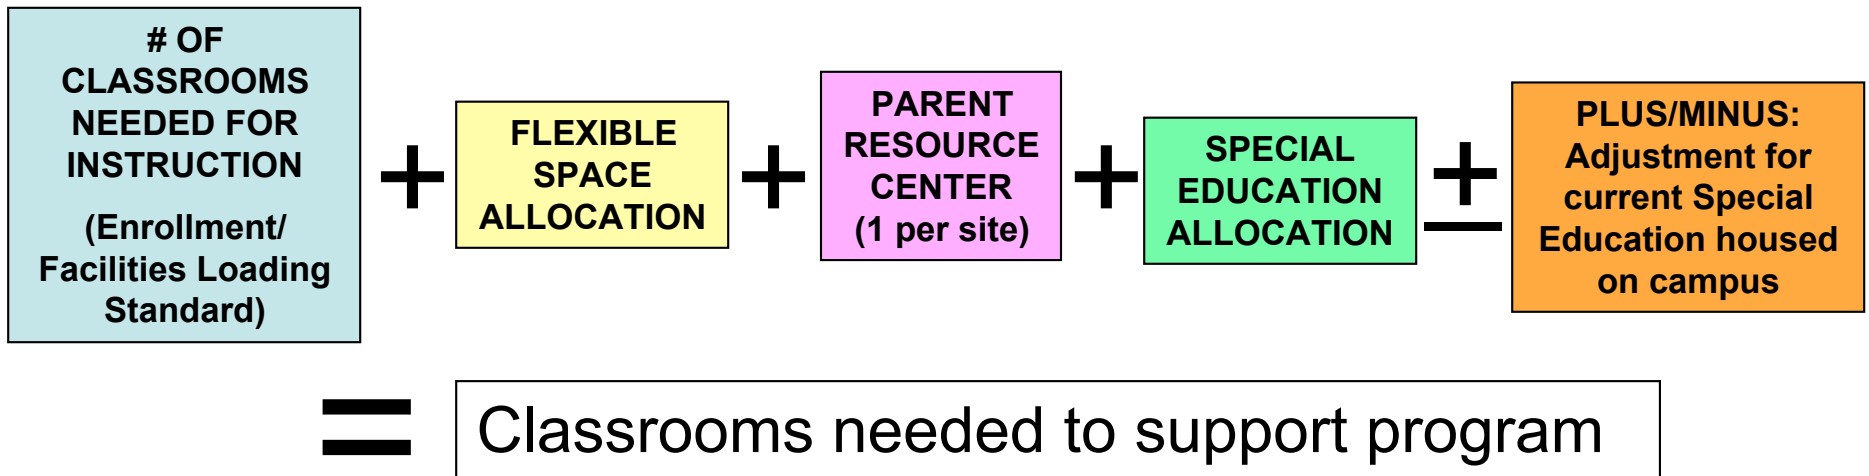 # OF
CLASSROOMS
NEEDED FOR
INSTRUCTION
(Enrollment/
Facilities Loading
Standard)
+
FLEXIBLE
SPACE
ALLOCATION
+
PARENT
RESOURCE
CENTER
(1 per site)
+
SPECIAL
EDUCATION
ALLOCATION
±
PLUS/MINUS:
Adjustment for
current Special
Education housed
on campus
=
Classrooms needed to support program